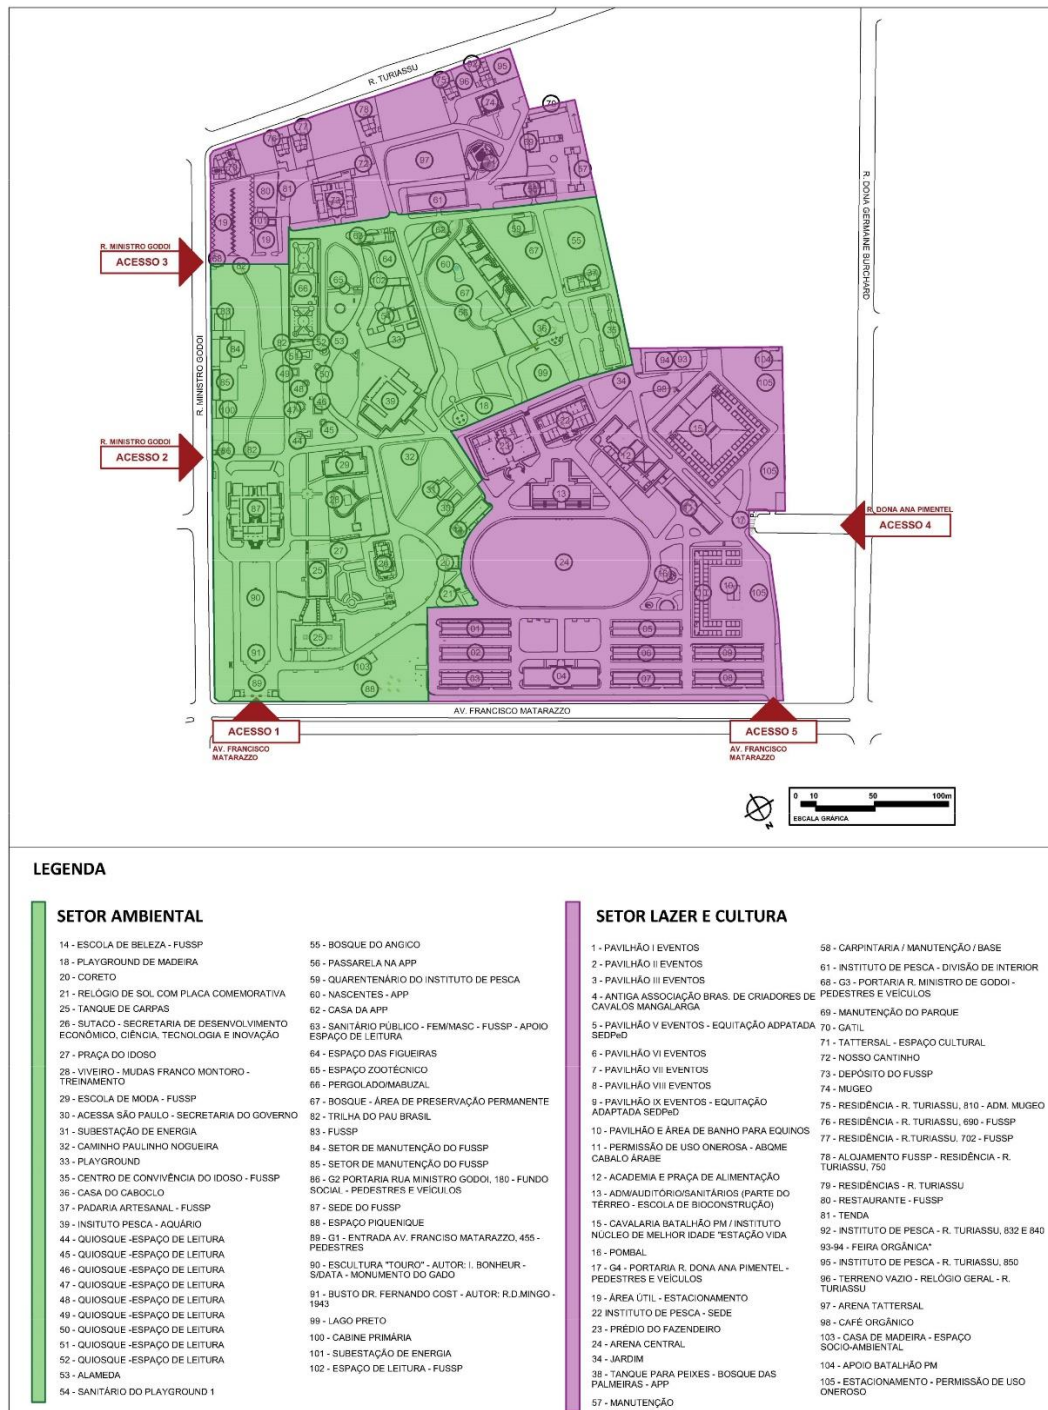 R. TURIASSU
R. DONA GERMAINE BURCHARD
R. MINISTRO GODOI
ACESSO 3
R. MINISTRO GODOI
R. MINISTRO GODOI
ACESSO 2
R. DONA ANA PIMENTEL
ACESSO 4
AV. FRANCISCO MATARAZZO
ACESSO 1
AV. FRANCISCO
MATARAZZO
ACESSO 5
AV. FRANCISCO
MATARAZZO
0 10 50 100m
ESCALA GRÁFICA
N
LEGENDA
SETOR AMBIENTAL
14 - ESCOLA DE BELEZA - FUSSP
18 - PLAYGROUND DE MADEIRA
20 - CORETO
21 - RELÓGIO DE SOL COM PLACA COMEMORATIVA
25 - TANQUE DE CARPAS
26 - SUTACO - SECRETARIA DE DESENVOLVIMENTO
ECONÔMICO, CIÊNCIA, TECNOLOGIA E INOVAÇÃO
27 - PRAÇA DO IDOSO
28 - VIVEIRO - MUDAS FRANCO MONTORO -
TREINAMENTO
29 - ESCOLA DE MODA - FUSSP
30 - ACESSA SÃO PAULO - SECRETARIA DO GOVERNO
31 - SUBESTAÇÃO DE ENERGIA
32 - CAMINHO PAULINHO NOGUEIRA
33 - PLAYGROUND
35 - CENTRO DE CONVIVÊNCIA DO IDOSO - FUSSP
36 - CASA DO CABOCLO
37 - PADARIA ARTESANAL - FUSSP
39 - INSITUTO PESCA - AQUÁRIO
44 - QUIOSQUE -ESPAÇO DE LEITURA
45 - QUIOSQUE -ESPAÇO DE LEITURA
46 - QUIOSQUE -ESPAÇO DE LEITURA
47 - QUIOSQUE -ESPAÇO DE LEITURA
48 - QUIOSQUE -ESPAÇO DE LEITURA
49 - QUIOSQUE -ESPAÇO DE LEITURA
50 - QUIOSQUE -ESPAÇO DE LEITURA
51 - QUIOSQUE -ESPAÇO DE LEITURA
52 - QUIOSQUE -ESPAÇO DE LEITURA
53 - ALAMEDA
54 - SANITÁRIO DO PLAYGROUND 1
55 - BOSQUE DO ANGICO
56 - PASSARELA NA APP
59 - QUARENTENÁRIO DO INSTITUTO DE PESCA
60 - NASCENTES - APP
62 - CASA DA APP
63 - SANITÁRIO PÚBLICO - FEM/MASC - FUSSP - APOIO
ESPAÇO DE LEITURA
64 - ESPAÇO DAS FIGUEIRAS
65 - ESPAÇO ZOOTÉCNICO
66 - PERGOLADO/MABUZAL
67 - BOSQUE - ÁREA DE PRESERVAÇÃO PERMANENTE
82 - TRILHA DO PAU BRASIL
83 - FUSSP
84 - SETOR DE MANUTENÇÃO DO FUSSP
85 - SETOR DE MANUTENÇÃO DO FUSSP
86 - G2 PORTARIA RUA MINISTRO GODOI, 180 - FUNDO
SOCIAL - PEDESTRES E VEÍCULOS
87 - SEDE DO FUSSP
88 - ESPAÇO PIQUENIQUE
89 - G1 - ENTRADA AV. FRANCISO MATARAZZO, 455 -
PEDESTRES
90 - ESCULTURA "TOURO" - AUTOR: I. BONHEUR -
S/DATA - MONUMENTO DO GADO
91 - BUSTO DR. FERNANDO COST - AUTOR: R.D.MINGO -
1943
99 - LAGO PRETO
100 - CABINE PRIMÁRIA
101 - SUBESTAÇÃO DE ENERGIA
102 - ESPAÇO DE LEITURA - FUSSP
SETOR LAZER E CULTURA
1 - PAVILHÃO I EVENTOS
2 - PAVILHÃO II EVENTOS
3 - PAVILHÃO III EVENTOS
4 - ANTIGA ASSOCIAÇÃO BRAS. DE CRIADORES DE
CAVALOS MANGALARGA
5 - PAVILHÃO V EVENTOS - EQUITAÇÃO ADPATADA
SEDPeD
6 - PAVILHÃO VI EVENTOS
7 - PAVILHÃO VII EVENTOS
8 - PAVILHÃO VIII EVENTOS
9 - PAVILHÃO IX EVENTOS - EQUITAÇÃO
ADAPTADA SEDPeD
10 - PAVILHÃO E ÁREA DE BANHO PARA EQUINOS
11 - PERMISSÃO DE USO ONEROSA - ABQME
CABALO ÁRABE
12 - ACADEMIA E PRAÇA DE ALIMENTAÇÃO
13 - ADM/AUDITÓRIO/SANITÁRIOS (PARTE DO
TÉRREO - ESCOLA DE BIOCONSTRUÇÃO)
15 - CAVALARIA BATALHÃO PM / INSTITUTO
NÚCLEO DE MELHOR IDADE "ESTAÇÃO VIDA
16 - POMBAL
17 - G4 - PORTARIA R. DONA ANA PIMENTEL -
PEDESTRES E VEÍCULOS
19 - ÁREA ÚTIL - ESTACIONAMENTO
22 INSTITUTO DE PESCA - SEDE
23 - PRÉDIO DO FAZENDEIRO
24 - ARENA CENTRAL
34 - JARDIM
38 - TANQUE PARA PEIXES - BOSQUE DAS
PALMEIRAS - APP
57 - MANUTENÇÃO
58 - CARPINTARIA / MANUTENÇÃO / BASE
61 - INSTITUTO DE PESCA - DIVISÃO DE INTERIOR
68 - G3 - PORTARIA R. MINISTRO DE GODOI -
PEDESTRES E VEÍCULOS
69 - MANUTENÇÃO DO PARQUE
70 - GATIL
71 - TATTERSAL - ESPAÇO CULTURAL
72 - NOSSO CANTINHO
73 - DEPÓSITO DO FUSSP
74 - MUGEO
75 - RESIDÊNCIA - R. TURIASSU, 810 - ADM. MUGEO
76 - RESIDÊNCIA - R. TURIASSU, 690 - FUSSP
77 - RESIDÊNCIA - R.TURIASSU. 702 - FUSSP
78 - ALOJAMENTO FUSSP - RESIDÊNCIA - R.
TURIASSU, 750
79 - RESIDÊNCIAS - R. TURIASSU
80 - RESTAURANTE - FUSSP
81 - TENDA
92 - INSTITUTO DE PESCA - R. TURIASSU, 832 E 840
93-94 - FEIRA ORGÂNICA"
95 - INSTITUTO DE PESCA - R. TURIASSU, 850
96 - TERRENO VAZIO - RELÓGIO GERAL - R.
TURIASSU
97 - ARENA TATTERSAL
98 - CAFÉ ORGÂNICO
103 - CASA DE MADEIRA - ESPAÇO
SOCIO-AMBIENTAL
104 - APOIO BATALHÃO PM
105 - ESTACIONAMENTO - PERMISSÃO DE USO
ONEROSO